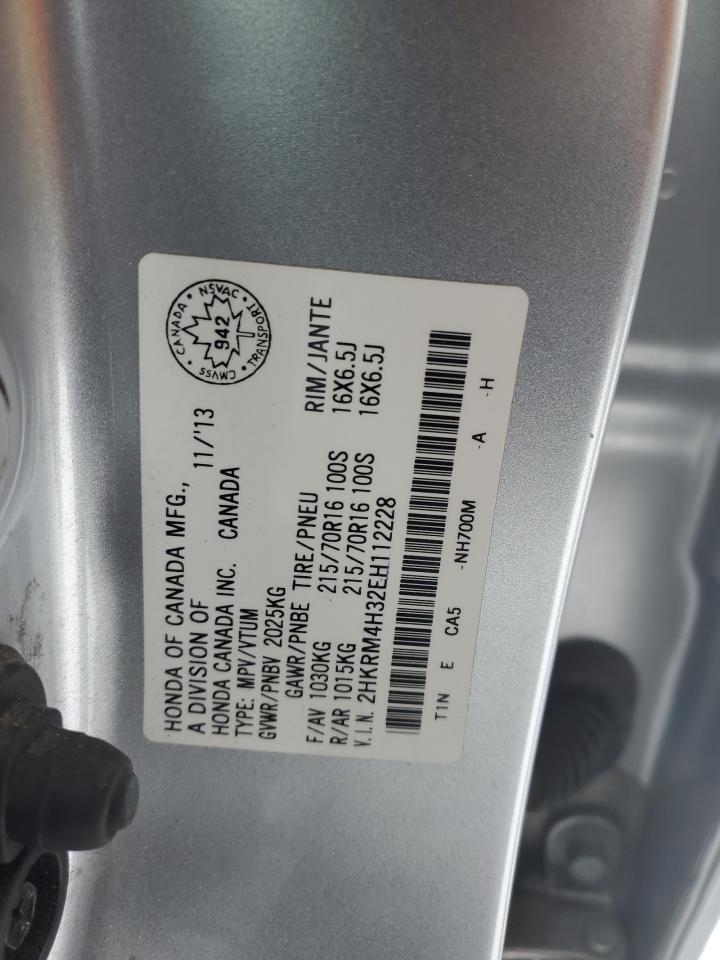 HONDA OF CANADA MFG., 11/'13
A DIVISION OF
HONDA CANADA INC. CANADA
TYPE: MPV/VTUM
GVWR/PNBV 2025KG
GAWR/PNBE TIRE/PNEU RIM/JANTE
F/AV 1030KG 215/70R16 100S 16X6.5J
R/AR 1015KG 215/70R16 100S 16X6.5J
V.I.N. 2HKRM4H32EH112228
T1N E CA5 -NH700M -A -H
CANADA • NSVAC • TRANSPORT • CMVSS •
942